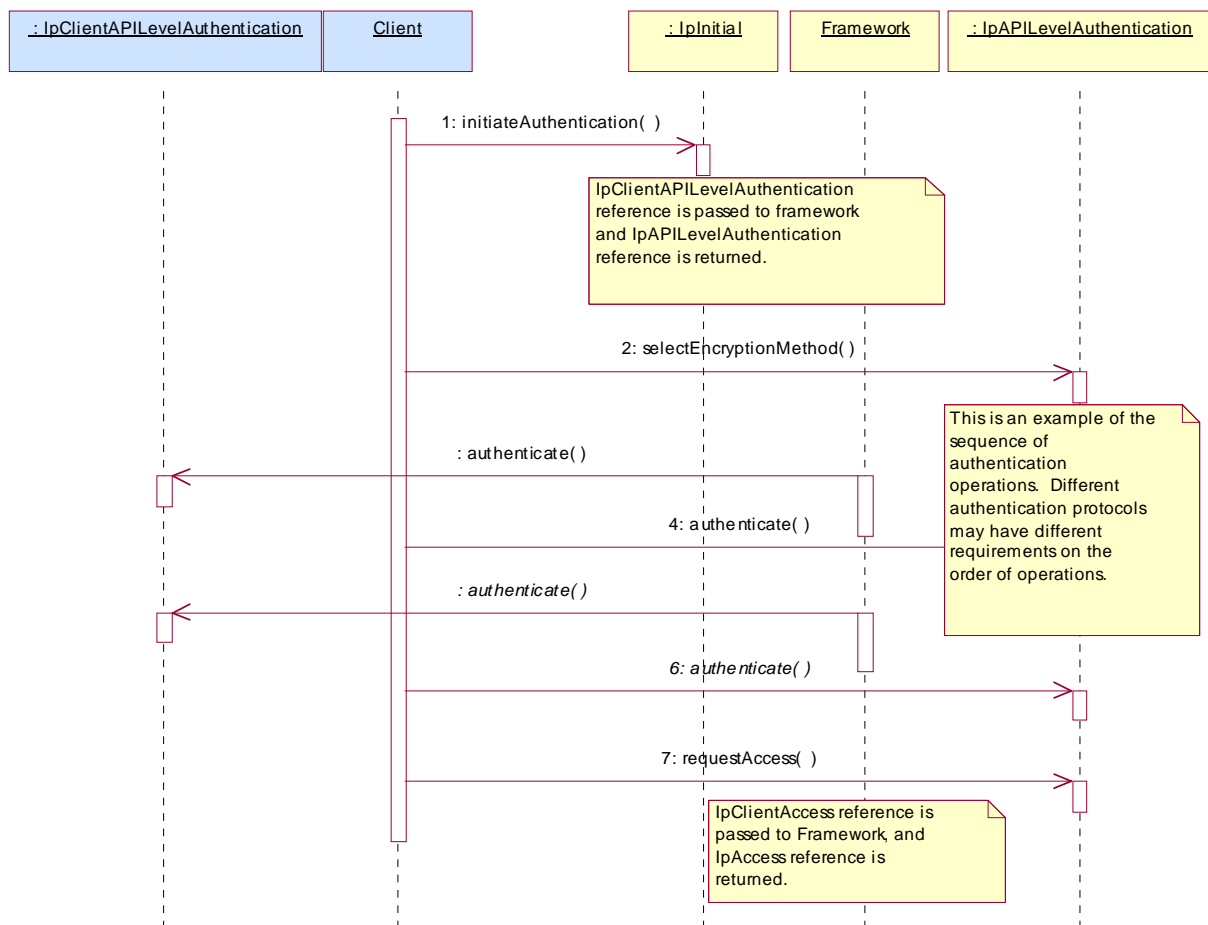 : IpClientAPILevelAuthentication
Client
: IpInitial
Framework
: IpAPILevelAuthentication
1: initiateAuthentication( )
IpClientAPILevelAuthentication
reference is passed to framework
and IpAPILevelAuthentication
reference is returned.
2: selectEncryptionMethod( )
This is an example of the
sequence of
authentication
operations. Different
authentication protocols
may have different
requirements on the
order of operations.
: authenticate( )
4: authenticate( )
: authenticate( )
6: authenticate( )
7: requestAccess( )
IpClientAccess reference is
passed to Framework, and
IpAccess reference is
returned.